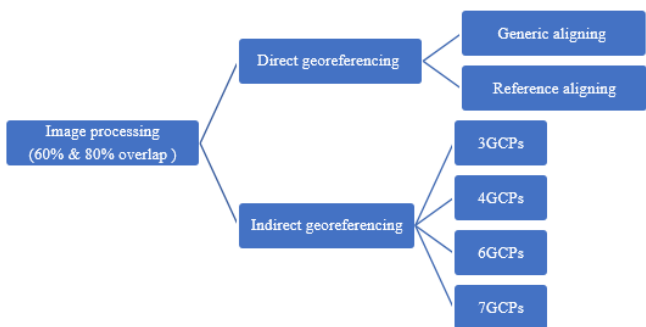 Generic aligning
Direct georeferencing
Reference aligning
Image processing
(60% & 80% overlap )
3GCPs
4GCPs
Indirect georeferencing
6GCPs
7GCPs